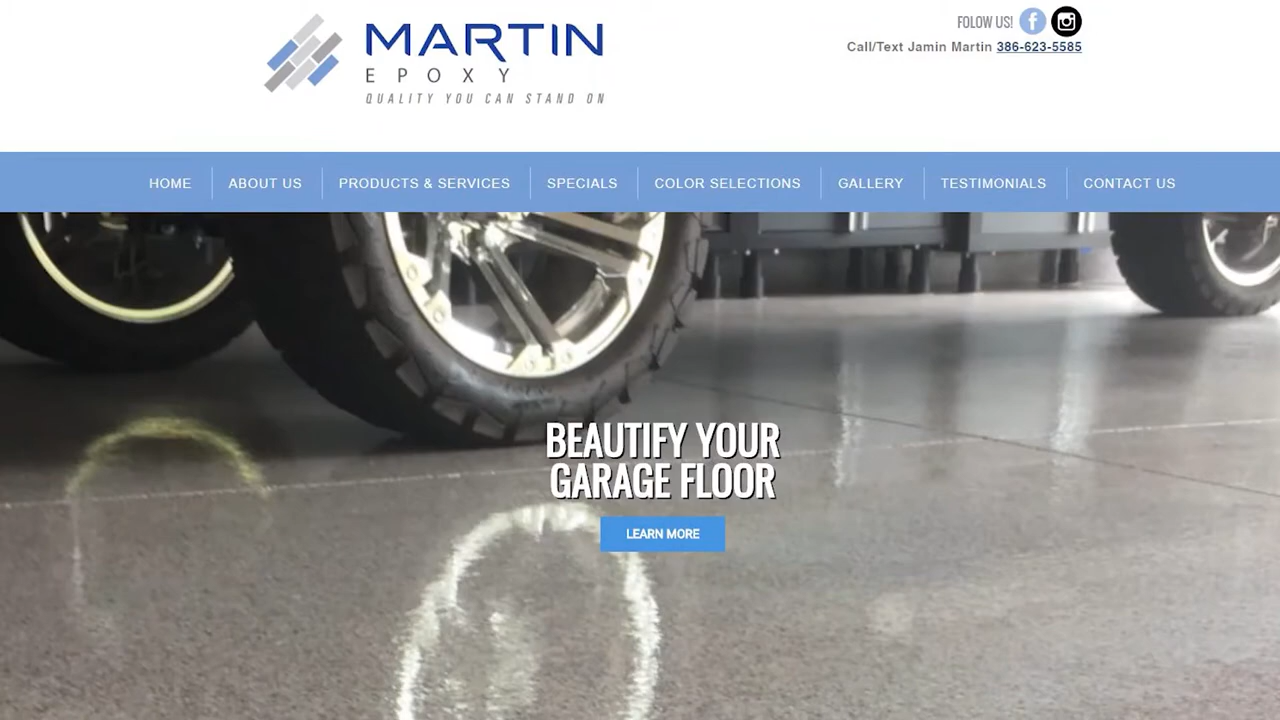 MARTIN
EPOXY
QUALITY YOU CAN STAND ON
FOLOW US!
Call/Text Jamin Martin 386-623-5585
HOME
ABOUT US
PRODUCTS & SERVICES
SPECIALS
COLOR SELECTIONS
GALLERY
TESTIMONIALS
CONTACT US
BEAUTIFY YOUR
GARAGE FLOOR
LEARN MORE